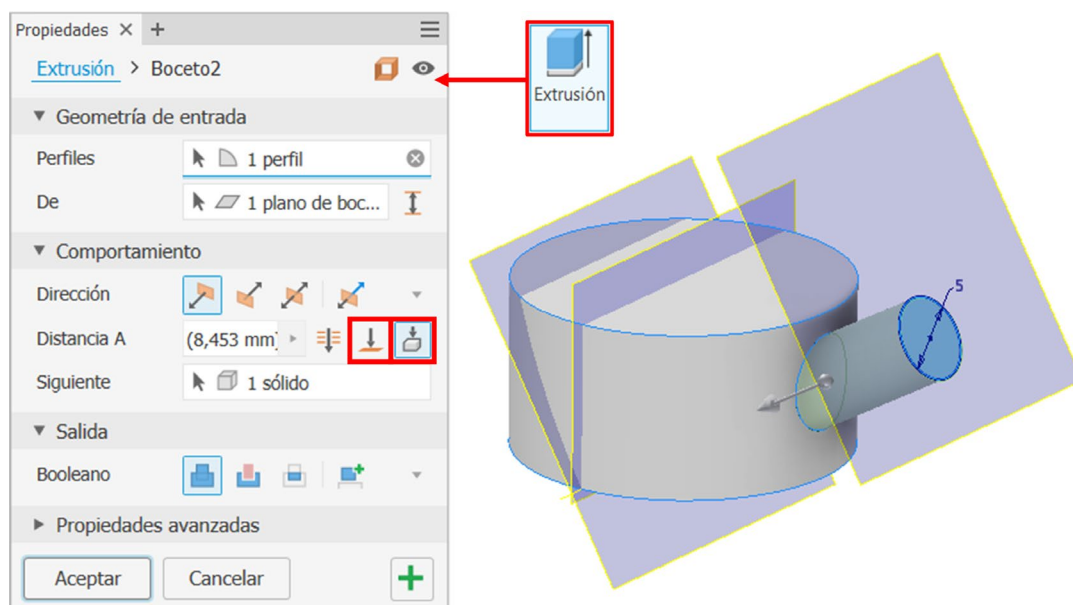 Propiedades × +
Extrusión > Boceto2
Geometría de entrada
Perfiles 1 perfil
De 1 plano de boc...
Comportamiento
Dirección
Distancia A (8,453 mm)
Siguiente 1 sólido
Salida
Booleano
Propiedades avanzadas
Aceptar Cancelar
Extrusión
5